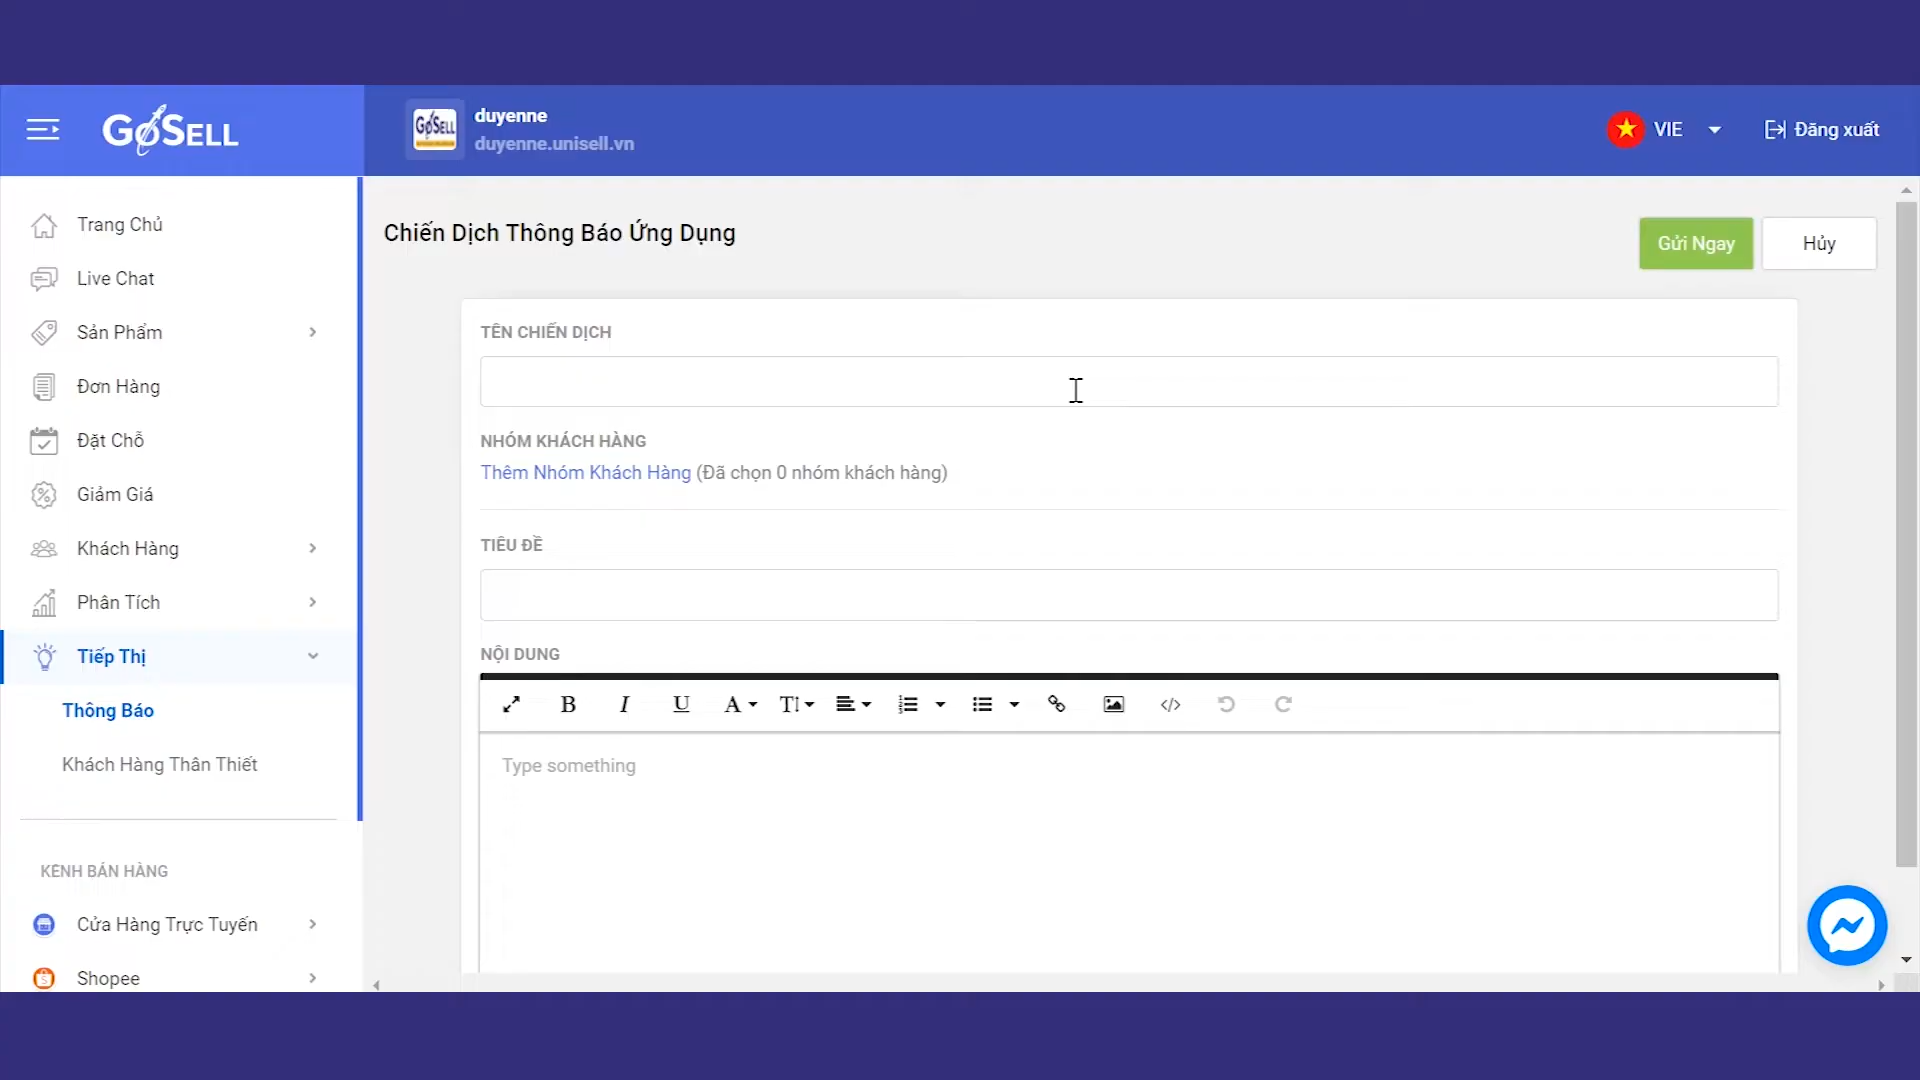 GoSELL
duyenne
duyenne.unisell.vn
VIE
Đăng xuất
Trang Chủ
Live Chat
Sản Phẩm
Đơn Hàng
Đặt Chỗ
Giảm Giá
Khách Hàng
Phân Tích
Tiếp Thị
Thông Báo
Khách Hàng Thân Thiết
KÊNH BÁN HÀNG
Cửa Hàng Trực Tuyến
Shopee
Chiến Dịch Thông Báo Ứng Dụng
Gửi Ngay
Hủy
TÊN CHIẾN DỊCH
NHÓM KHÁCH HÀNG
Thêm Nhóm Khách Hàng (Đã chọn 0 nhóm khách hàng)
TIÊU ĐỀ
NỘI DUNG
Type something